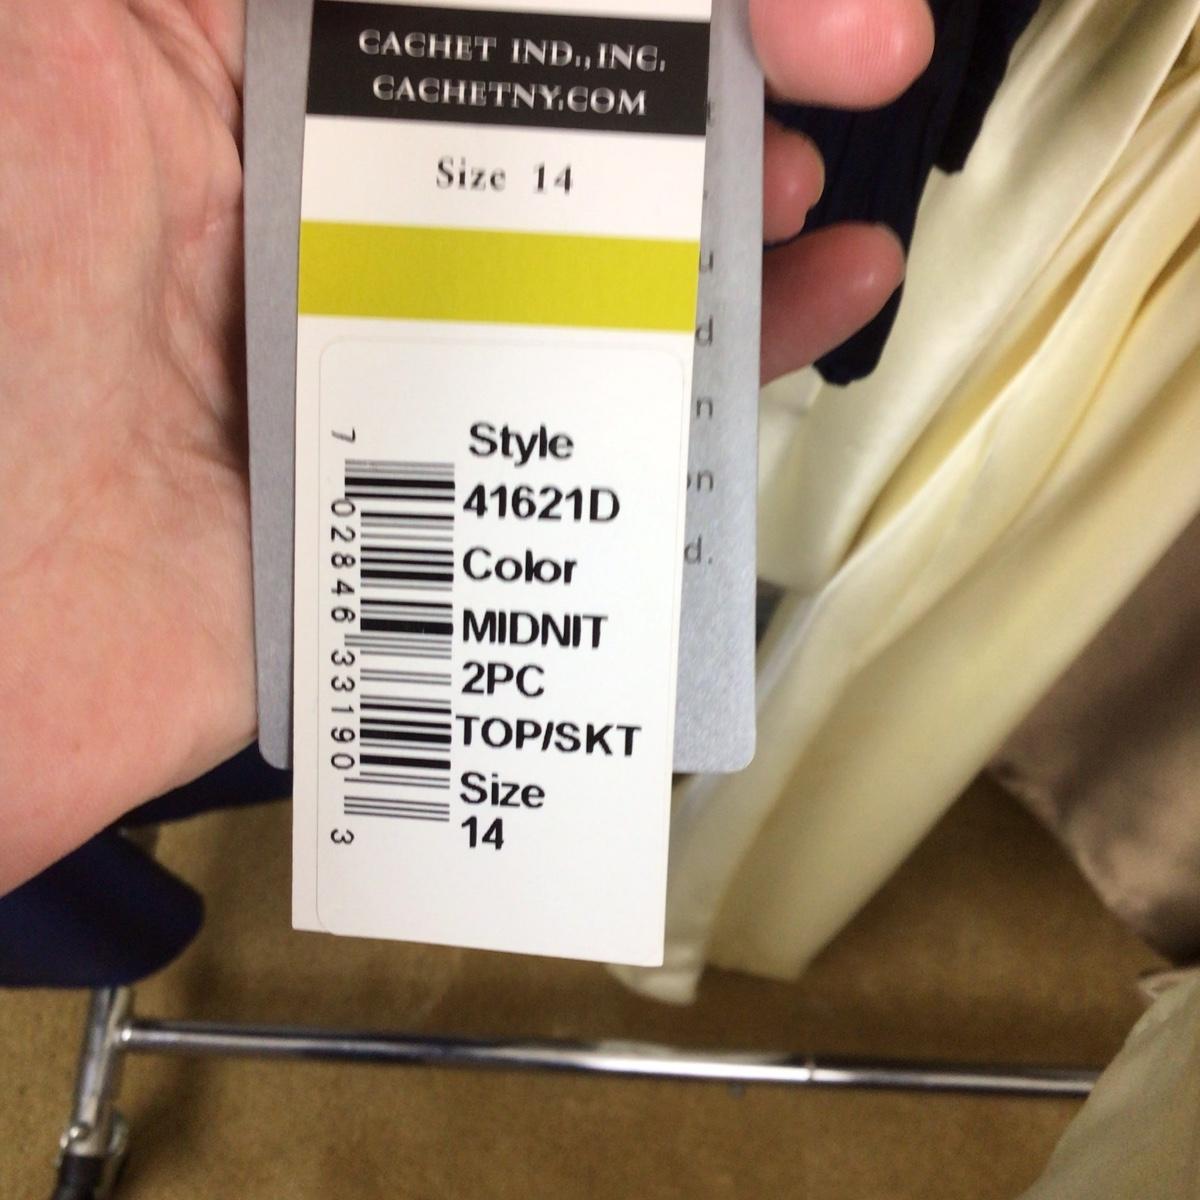 CACHET IND., INC.
CACHETNY.COM
Size 14
Style
41621D
Color
MIDNIT
2PC
TOP/SKT
Size
14
7 02846 33190 3
u
d
n
on
d.